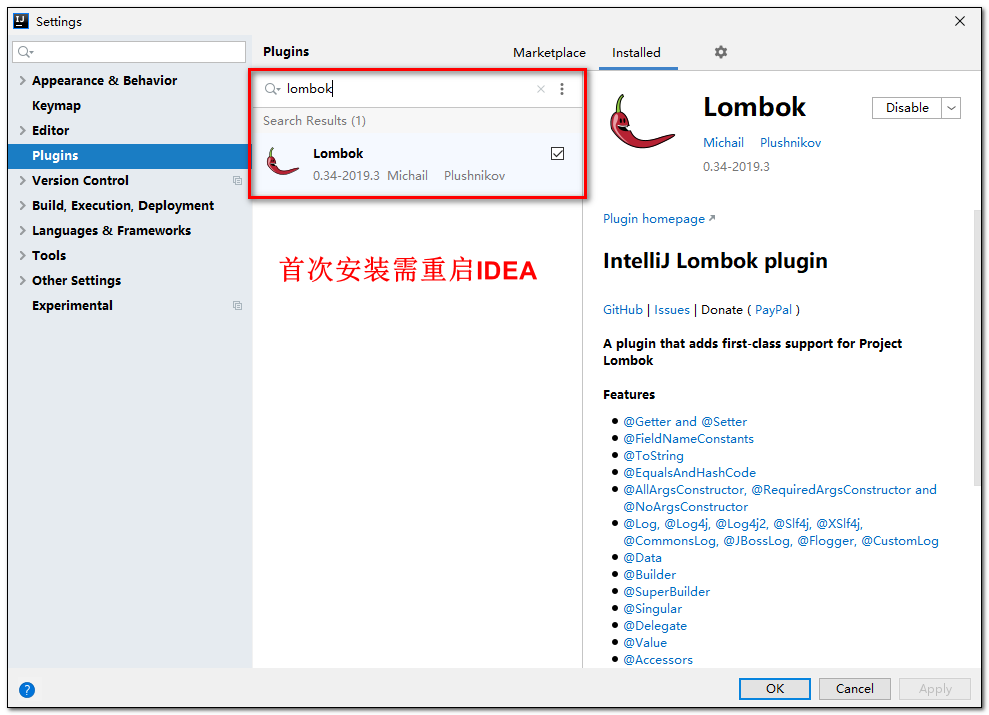 Settings
Plugins
Marketplace
Installed
Appearance & Behavior
Keymap
Editor
Plugins
Version Control
Build, Execution, Deployment
Languages & Frameworks
Tools
Other Settings
Experimental
lombok
Search Results (1)
Lombok
0.34-2019.3 Michail Plushnikov
首次安装需重启IDEA
Lombok
Disable
Michail Plushnikov
0.34-2019.3
Plugin homepage
IntelliJ Lombok plugin
GitHub | Issues | Donate ( PayPal )
A plugin that adds first-class support for Project
Lombok
Features
@Getter and @Setter
@FieldNameConstants
@ToString
@EqualsAndHashCode
@AllArgsConstructor, @RequiredArgsConstructor and
@NoArgsConstructor
@Log, @Log4j, @Log4j2, @Slf4j, @XSlf4j,
@CommonsLog, @JBossLog, @Flogger, @CustomLog
@Data
@Builder
@SuperBuilder
@Singular
@Delegate
@Value
@Accessors
?
OK
Cancel
Apply